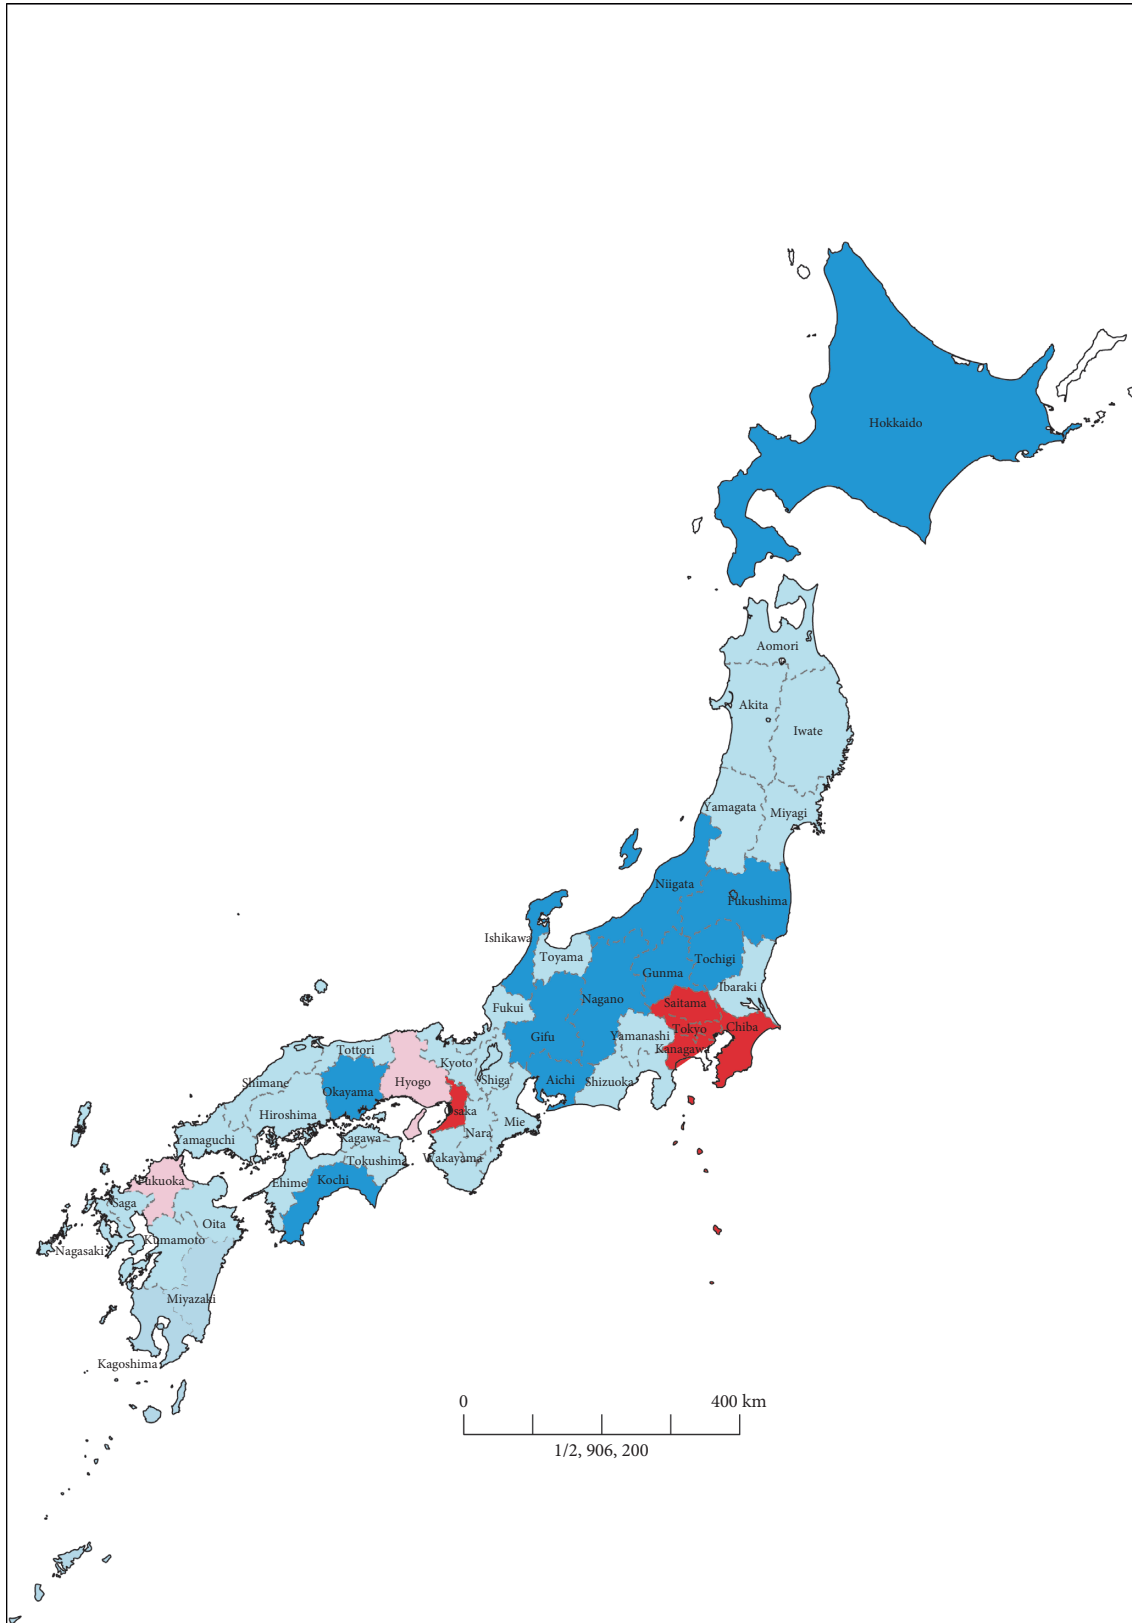 Hokkaido
Aomori
Akita
Iwate
Yamagata
Miyagi
Niigata
Fukushima
Ishikawa
Toyama
Tochigi
Gunma
Ibaraki
Nagano
Fukui
Saitama
Gifu
Yamanashi
Tokyo
Chiba
Kanagawa
Tottori
Kyoto
Shimane
Okayama
Hyogo
Shiga
Aichi
Shizuoka
Hiroshima
Osaka
Mie
Yamaguchi
Kagawa
Nara
Tokushima
Wakayama
Fukuoka
Ehime
Kochi
Saga
Oita
Nagasaki
Kumamoto
Miyazaki
Kagoshima
0 400 km
1/2, 906, 200